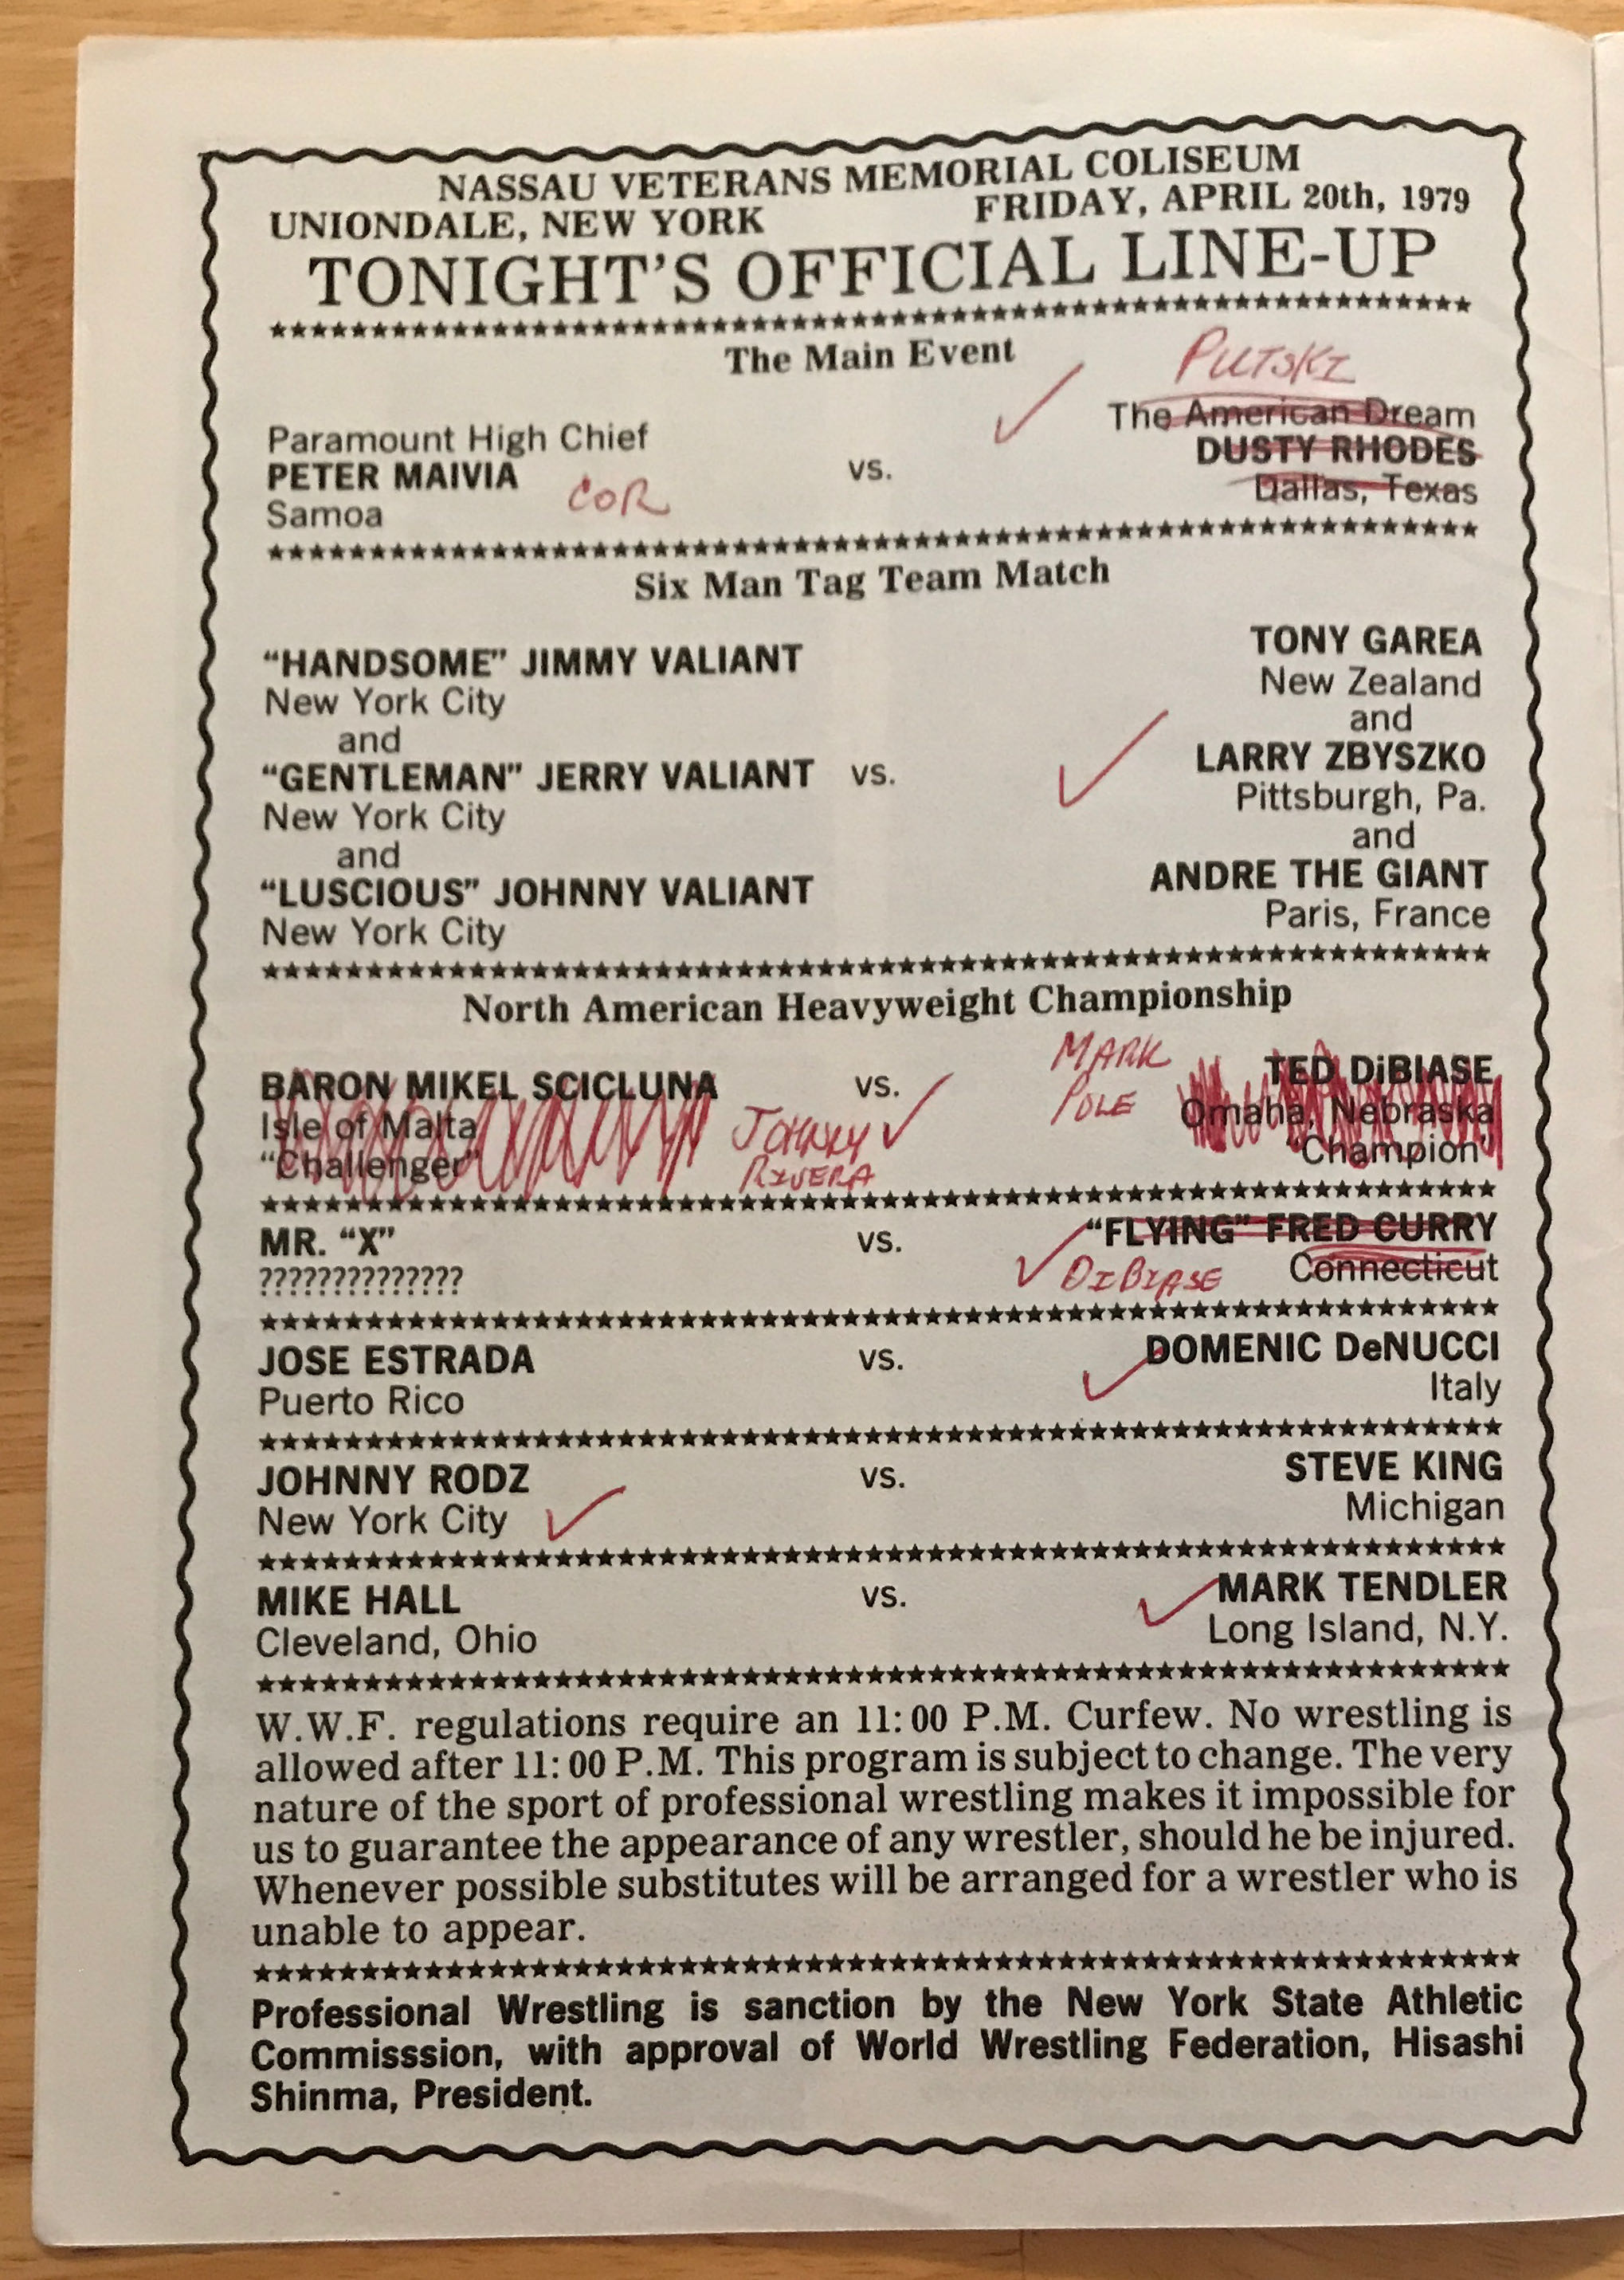 NASSAU VETERANS MEMORIAL COLISEUM
UNIONDALE, NEW YORK FRIDAY, APRIL 20th, 1979
TONIGHT'S OFFICIAL LINE-UP
The Main Event
PUTSKI
Paramount High Chief The American Dream
PETER MAIVIA vs. DUSTY RHODES
COR
Samoa Dallas, Texas
Six Man Tag Team Match
"HANDSOME" JIMMY VALIANT TONY GAREA
New York City New Zealand
and and
"GENTLEMAN" JERRY VALIANT vs. LARRY ZBYSZKO
New York City Pittsburgh, Pa.
and and
"LUSCIOUS" JOHNNY VALIANT ANDRE THE GIANT
New York City Paris, France
North American Heavyweight Championship
BARON MIKEL SCICLUNA vs. MARK TED DiBIASE
Isle of Malta JOHNNY POLE Omaha, Nebraska
"Challenger" RIVERA "Champion"
MR. "X" vs. "FLYING" FRED CURRY
?????????????? DIBIASE Connecticut
JOSE ESTRADA vs. DOMENIC DeNUCCI
Puerto Rico Italy
JOHNNY RODZ vs. STEVE KING
New York City Michigan
MIKE HALL vs. MARK TENDLER
Cleveland, Ohio Long Island, N.Y.
W.W.F. regulations require an 11:00 P.M. Curfew. No wrestling is
allowed after 11:00 P.M. This program is subject to change. The very
nature of the sport of professional wrestling makes it impossible for
us to guarantee the appearance of any wrestler, should he be injured.
Whenever possible substitutes will be arranged for a wrestler who is
unable to appear.
Professional Wrestling is sanction by the New York State Athletic
Commisssion, with approval of World Wrestling Federation, Hisashi
Shinma, President.